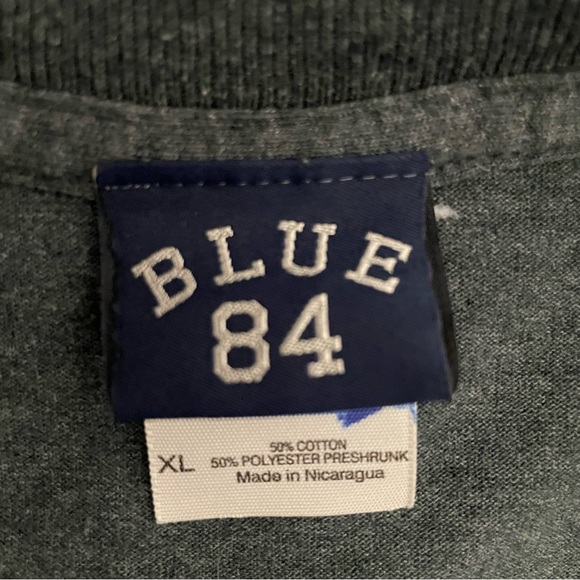 BLUE
84
XL
50% COTTON
50% POLYESTER PRESHRUNK
Made in Nicaragua